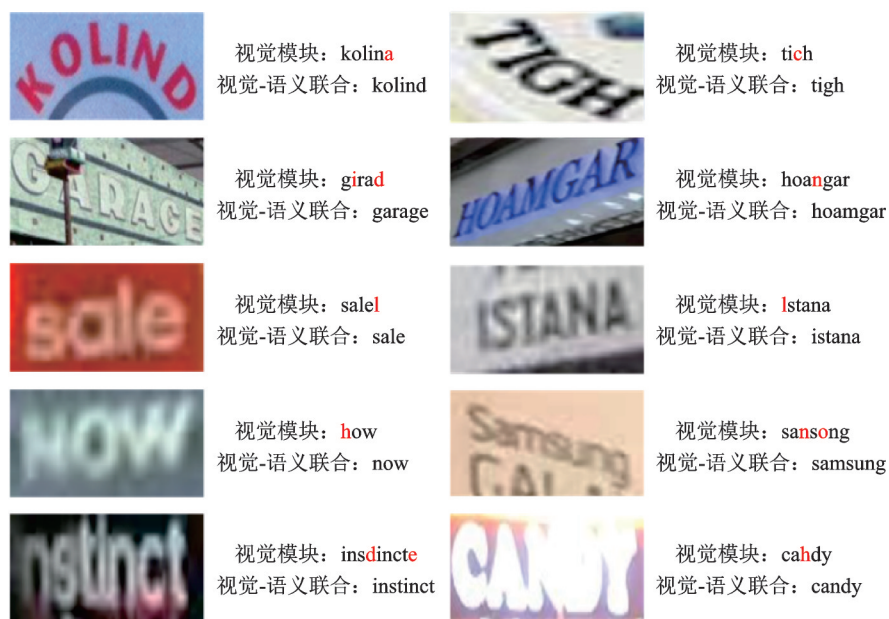 KOLIND
视觉模块：kolina
视觉-语义联合：kolind
TIGH
视觉模块：tich
视觉-语义联合：tigh
GARAGE
视觉模块：girad
视觉-语义联合：garage
HOAMGAR
视觉模块：hoangar
视觉-语义联合：hoamgar
sale
视觉模块：salel
视觉-语义联合：sale
ISTANA
视觉模块：lstana
视觉-语义联合：istana
NOW
视觉模块：how
视觉-语义联合：now
Samsung
视觉模块：sansong
视觉-语义联合：samsung
nstinct
视觉模块：insdincte
视觉-语义联合：instinct
CANDY
视觉模块：cahdy
视觉-语义联合：candy